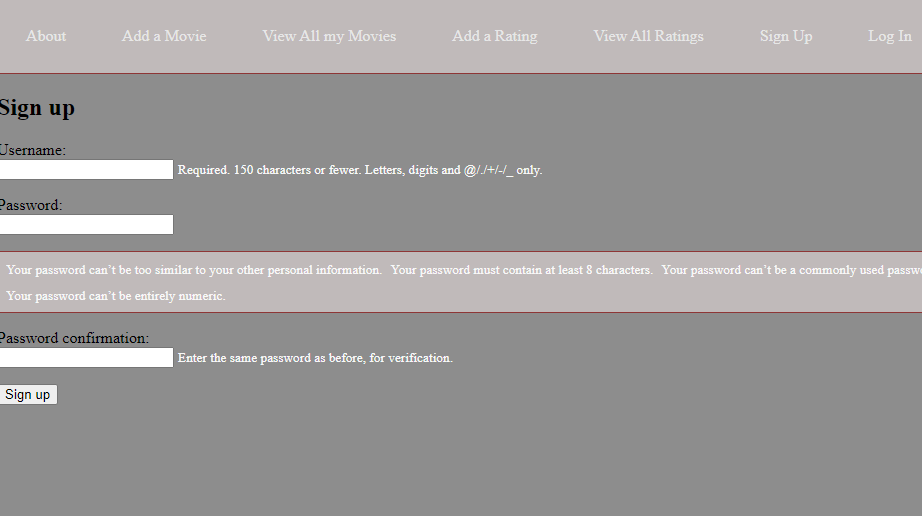 About Add a Movie View All my Movies Add a Rating View All Ratings Sign Up Log In
Sign up
Username:
Required. 150 characters or fewer. Letters, digits and @/./+/-/_ only.
Password:
Your password can’t be too similar to your other personal information. Your password must contain at least 8 characters. Your password can’t be a commonly used passw
Your password can’t be entirely numeric.
Password confirmation:
Enter the same password as before, for verification.
Sign up